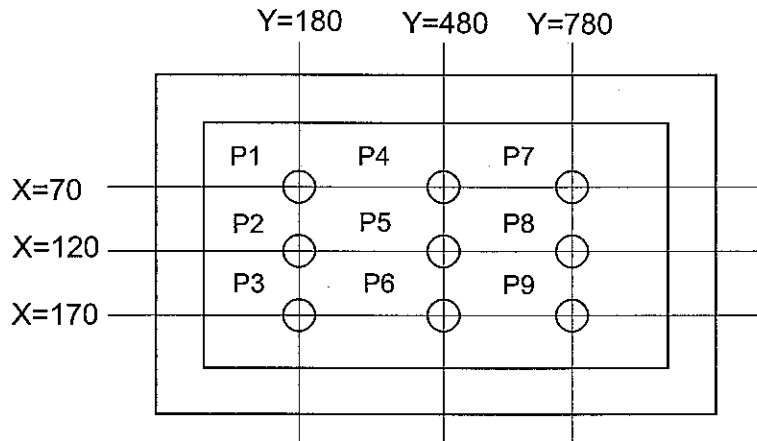 Y=180 Y=480 Y=780
P1 P4 P7
X=70
P2 P5 P8
X=120
P3 P6 P9
X=170